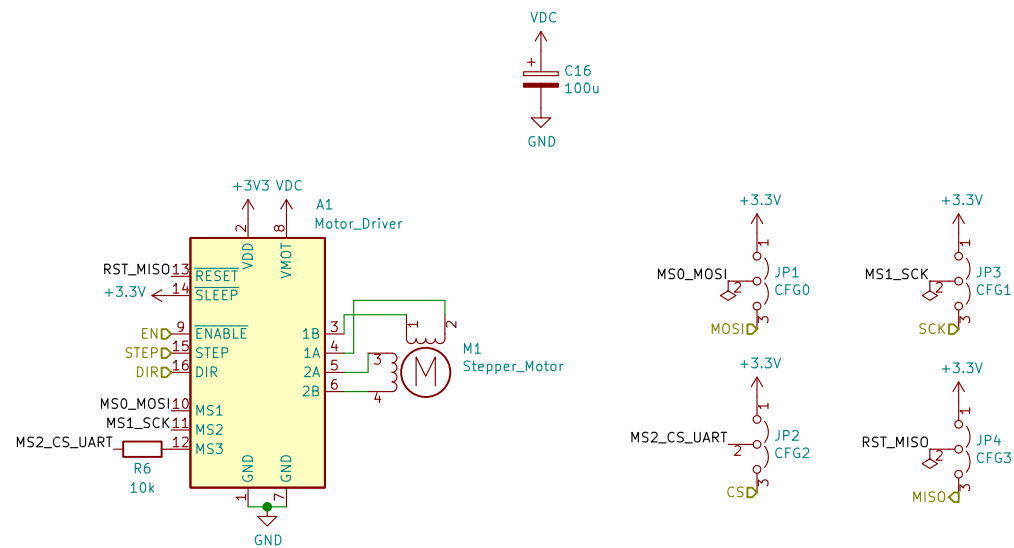 VDC
+
C16
100u
GND
+3V3 VDC
A1
Motor_Driver
2 8
VDD VMOT
RST_MISO 13 RESET
+3.3V 14 SLEEP
EN 9 ENABLE
STEP 15 STEP
DIR 16 DIR
MS0_MOSI 10 MS1
MS1_SCK 11 MS2
MS2_CS_UART 12 MS3
R6
10k
1B 3
1A 4
2A 5
2B 6
GND GND
1 7
GND
1 2
3
4
M
M1
Stepper_Motor
+3.3V
1
MS0_MOSI
2
JP1
CFG0
3
MOSI
+3.3V
1
MS1_SCK
2
JP3
CFG1
3
SCK
+3.3V
1
MS2_CS_UART
2
JP2
CFG2
3
CS
+3.3V
1
RST_MISO
2
JP4
CFG3
3
MISO